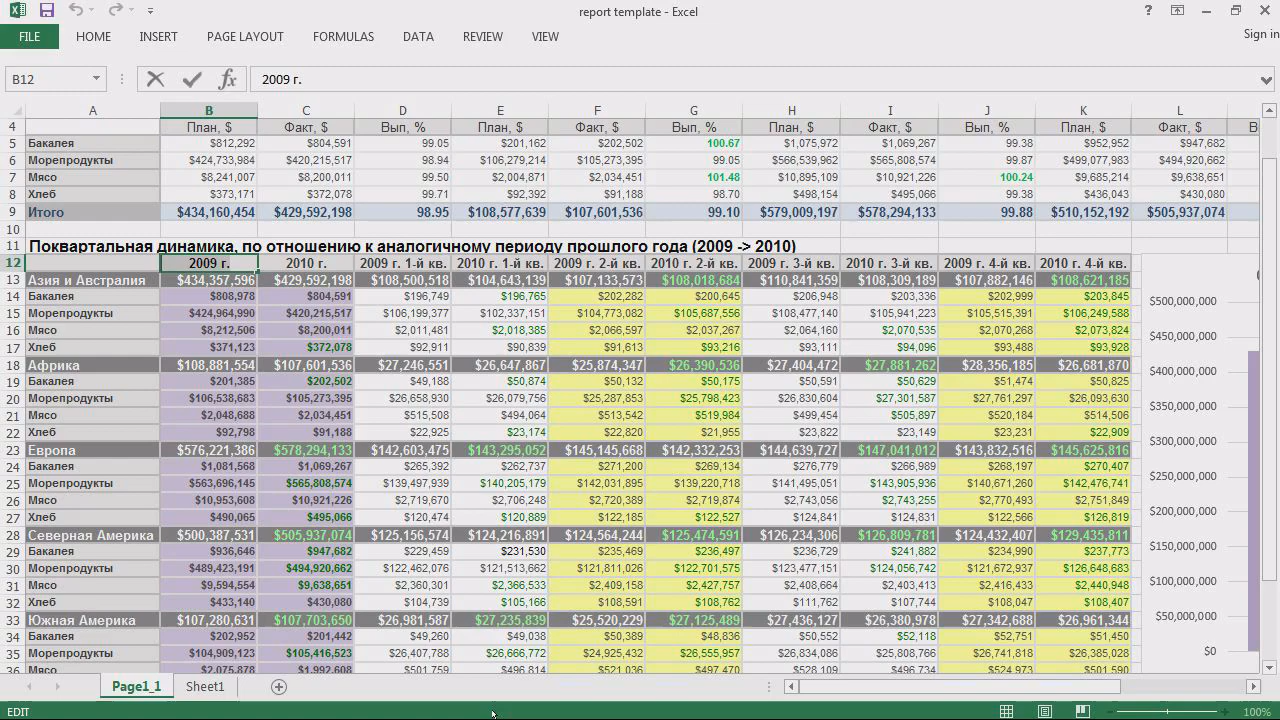 report template - Excel
FILE HOME INSERT PAGE LAYOUT FORMULAS DATA REVIEW VIEW
Sign in
B12 fx 2009 г.
A B C D E F G H I J K L
4 План, $ Факт, $ Вып, % План, $ Факт, $ Вып, % План, $ Факт, $ Вып, % План, $ Факт, $ В
5 Бакалея $812,292 $804,591 99.05 $201,162 $202,502 100.67 $1,075,972 $1,069,267 99.38 $952,952 $947,682
6 Морепродукты $424,733,984 $420,215,517 98.94 $106,279,214 $105,273,395 99.05 $566,539,962 $565,808,574 99.87 $499,077,983 $494,920,662
7 Мясо $8,241,007 $8,200,011 99.50 $2,004,871 $2,034,451 101.48 $10,895,109 $10,921,226 100.24 $9,685,214 $9,638,651
8 Хлеб $373,171 $372,078 99.71 $92,392 $91,188 98.70 $498,154 $495,066 99.38 $436,043 $430,080
9 Итого $434,160,454 $429,592,198 98.95 $108,577,639 $107,601,536 99.10 $579,009,197 $578,294,133 99.88 $510,152,192 $505,937,074
10
11 Поквартальная динамика, по отношению к аналогичному периоду прошлого года (2009 -> 2010)
12 2009 г. 2010 г. 2009 г. 1-й кв. 2010 г. 1-й кв. 2009 г. 2-й кв. 2010 г. 2-й кв. 2009 г. 3-й кв. 2010 г. 3-й кв. 2009 г. 4-й кв. 2010 г. 4-й кв.
13 Азия и Австралия $434,357,596 $429,592,198 $108,500,518 $104,643,139 $107,133,573 $108,018,684 $110,841,359 $108,309,189 $107,882,146 $108,621,185
14 Бакалея $808,978 $804,591 $196,749 $196,765 $202,282 $200,645 $206,948 $203,336 $202,999 $203,845 $500,000,000
15 Морепродукты $424,964,990 $420,215,517 $106,199,377 $102,337,151 $104,773,082 $105,687,556 $108,477,140 $105,941,223 $105,515,391 $106,249,588
16 Мясо $8,212,506 $8,200,011 $2,011,481 $2,018,385 $2,066,597 $2,037,267 $2,064,160 $2,070,535 $2,070,268 $2,073,824 $450,000,000
17 Хлеб $371,123 $372,078 $92,911 $90,839 $91,613 $93,216 $93,111 $94,096 $93,488 $93,928
18 Африка $108,881,554 $107,601,536 $27,246,551 $26,647,867 $25,874,347 $26,390,536 $27,404,472 $27,881,262 $28,356,185 $26,681,870 $400,000,000
19 Бакалея $201,385 $202,502 $49,188 $50,874 $50,132 $50,175 $50,591 $50,629 $51,474 $50,825
20 Морепродукты $106,538,683 $105,273,395 $26,658,930 $26,079,756 $25,287,853 $25,798,423 $26,830,604 $27,301,587 $27,761,297 $26,093,630 $350,000,000
21 Мясо $2,048,688 $2,034,451 $515,508 $494,064 $513,542 $519,984 $499,454 $505,897 $520,184 $514,506
22 Хлеб $92,798 $91,188 $22,925 $23,174 $22,820 $21,955 $23,822 $23,149 $23,231 $22,909 $300,000,000
23 Европа $576,221,386 $578,294,133 $142,603,475 $143,295,052 $145,145,668 $142,332,253 $144,639,727 $147,041,012 $143,832,516 $145,625,816
24 Бакалея $1,081,568 $1,069,267 $265,392 $262,737 $271,200 $269,134 $276,779 $266,989 $268,197 $270,407 $250,000,000
25 Морепродукты $563,696,145 $565,808,574 $139,497,939 $140,205,179 $142,031,895 $139,220,718 $141,495,051 $143,905,936 $140,671,260 $142,476,741
26 Мясо $10,953,608 $10,921,226 $2,719,670 $2,706,248 $2,720,389 $2,719,874 $2,743,056 $2,743,255 $2,770,493 $2,751,849 $200,000,000
27 Хлеб $490,065 $495,066 $120,474 $120,889 $122,185 $122,527 $124,841 $124,831 $122,566 $126,819
28 Северная Америка $500,387,531 $505,937,074 $125,156,574 $124,216,891 $124,564,244 $125,474,591 $126,234,306 $126,809,781 $124,432,407 $129,435,811
29 Бакалея $936,646 $947,682 $229,459 $231,530 $235,469 $236,497 $236,729 $241,882 $234,990 $237,773 $150,000,000
30 Морепродукты $489,423,191 $494,920,662 $122,462,076 $121,513,662 $121,811,026 $122,701,575 $123,477,151 $124,056,742 $121,672,937 $126,648,683
31 Мясо $9,594,554 $9,638,651 $2,360,301 $2,366,533 $2,409,158 $2,427,757 $2,408,664 $2,403,413 $2,416,433 $2,440,948 $100,000,000
32 Хлеб $433,140 $430,080 $104,739 $105,166 $108,591 $108,762 $111,762 $107,744 $108,047 $108,407
33 Южная Америка $107,280,631 $107,703,650 $26,981,587 $27,235,839 $25,520,229 $27,125,489 $27,436,127 $26,380,978 $27,342,688 $26,961,344 $50,000,000
34 Бакалея $202,952 $201,442 $49,260 $49,038 $50,389 $48,836 $50,552 $52,118 $52,751 $51,450
35 Морепродукты $104,909,123 $105,416,523 $26,407,788 $26,666,772 $24,925,432 $26,555,957 $26,834,086 $25,808,766 $26,741,818 $26,385,028 $0
36 Мясо $2,075,878 $1,992,608 $501,759 $496,814 $521,036 $497,470 $528,109 $496,734 $524,973 $501,590
Page1_1 Sheet1
EDIT 100%